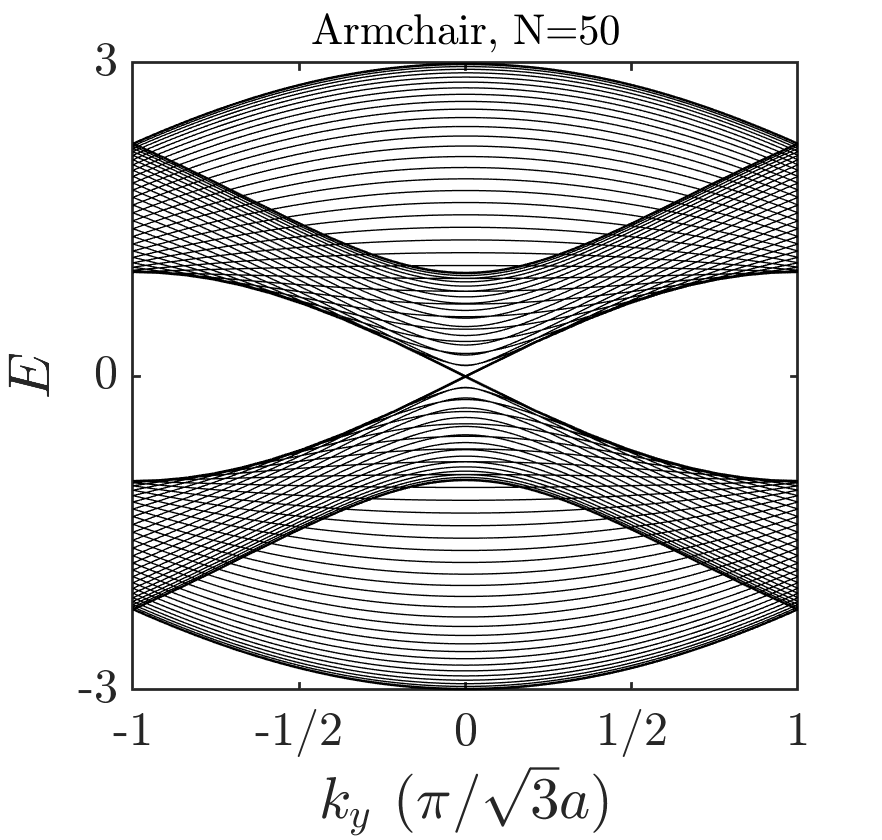 Armchair, N=50
3
0
-3
E
-1 -1/2 0 1/2 1
k_y (π/√3a)